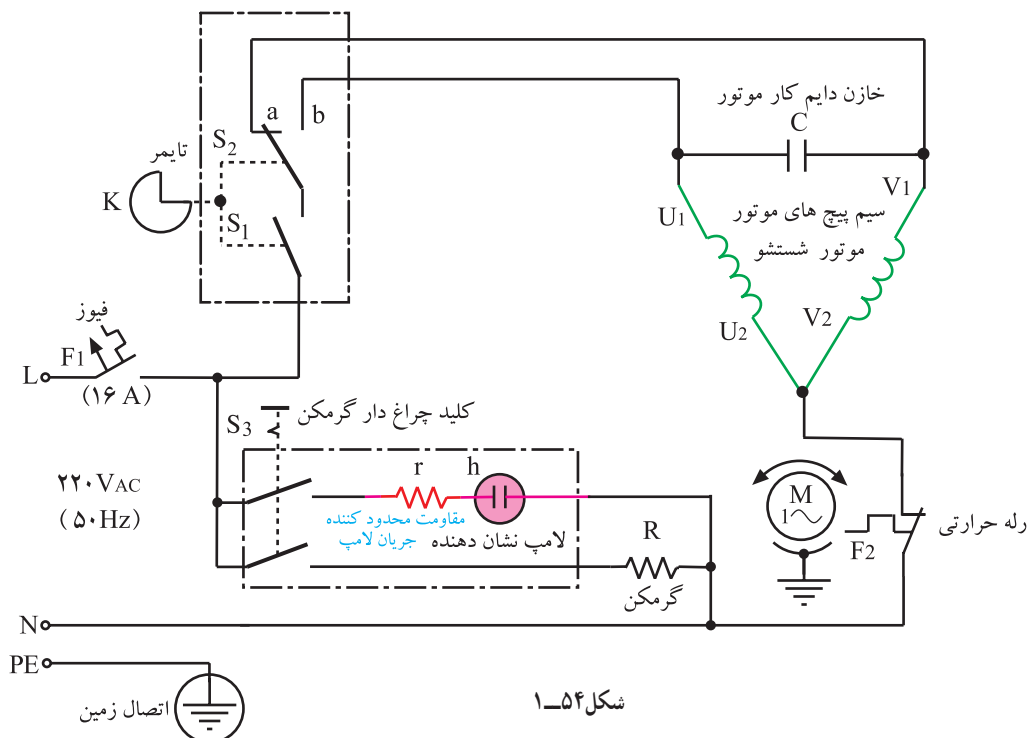 a
b
S2
تایمر
K
S1
خازن دایم کار موتور
C
V1
U1
سیم پیچ های موتور
موتور شستشو
U2
V2
فیوز
F1
L
(۱۶ A)
S3
کلید چراغ دار گرمکن
r
h
۲۲۰VAC
(۵۰Hz)
مقاومت محدود کننده
جریان لامپ
لامپ نشان دهنده
R
گرمکن
M
1
F2
رله حرارتی
N
PE
اتصال زمین
شکل۵۴ــ۱